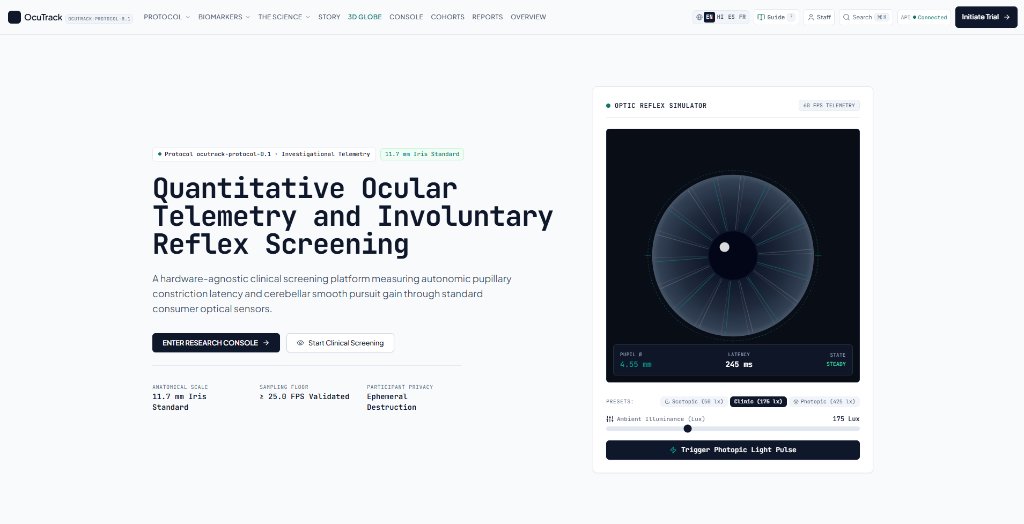 OcuTrack OCUTRACK-PROTOCOL-0.1 PROTOCOL BIOMARKERS THE SCIENCE STORY 3D GLOBE CONSOLE COHORTS REPORTS OVERVIEW EN HI ES FR Guide Staff Search API Connected Initiate Trial →
OPTIC REFLEX SIMULATOR 60 FPS TELEMETRY
Protocol ocutrack-protocol-0.1 · Investigational Telemetry 11.7 mm Iris Standard
Quantitative Ocular
Telemetry and Involuntary
Reflex Screening
A hardware-agnostic clinical screening platform measuring autonomic pupillary
constriction latency and cerebellar smooth pursuit gain through standard
consumer optical sensors.
ENTER RESEARCH CONSOLE → Start Clinical Screening
ANATOMICAL SCALE
11.7 mm Iris
Standard
SAMPLING FLOOR
≥ 25.0 FPS Validated
PARTICIPANT PRIVACY
Ephemeral
Destruction
PUPIL Ø
4.55 mm
LATENCY
245 ms
STATE
STEADY
PRESETS: Scotopic (50 lx) Clinic (175 lx) Photopic (425 lx)
Ambient Illuminance (Lux) 175 Lux
Trigger Photopic Light Pulse